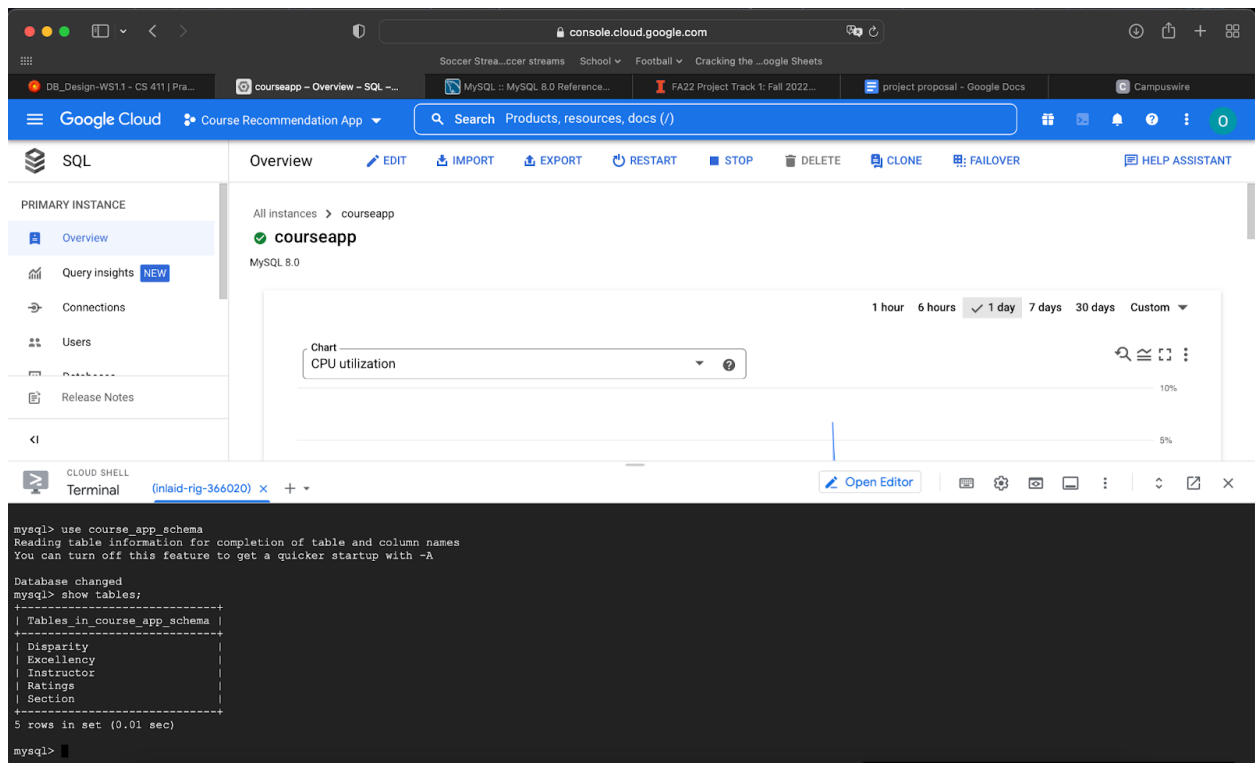 console.cloud.google.com
Soccer Strea...ccer streams School Football Cracking the ...oogle Sheets
DB_Design-WS1.1 - CS 411 | Pra... courseapp – Overview – SQL –... MySQL :: MySQL 8.0 Reference... FA22 Project Track 1: Fall 2022... project proposal - Google Docs C Campuswire
Google Cloud Course Recommendation App Search Products, resources, docs (/) O
SQL Overview EDIT IMPORT EXPORT RESTART STOP DELETE CLONE FAILOVER HELP ASSISTANT
PRIMARY INSTANCE
Overview
Query insights NEW
Connections
Users
Databases
Release Notes
All instances > courseapp
courseapp
MySQL 8.0
1 hour 6 hours 1 day 7 days 30 days Custom
Chart
CPU utilization
10%
5%
CLOUD SHELL
Terminal (inlaid-rig-366020) × + Open Editor
mysql> use course_app_schema
Reading table information for completion of table and column names
You can turn off this feature to get a quicker startup with -A
Database changed
mysql> show tables;
+-----------------------------+
| Tables_in_course_app_schema |
+-----------------------------+
| Disparity |
| Excellency |
| Instructor |
| Ratings |
| Section |
+-----------------------------+
5 rows in set (0.01 sec)
mysql>